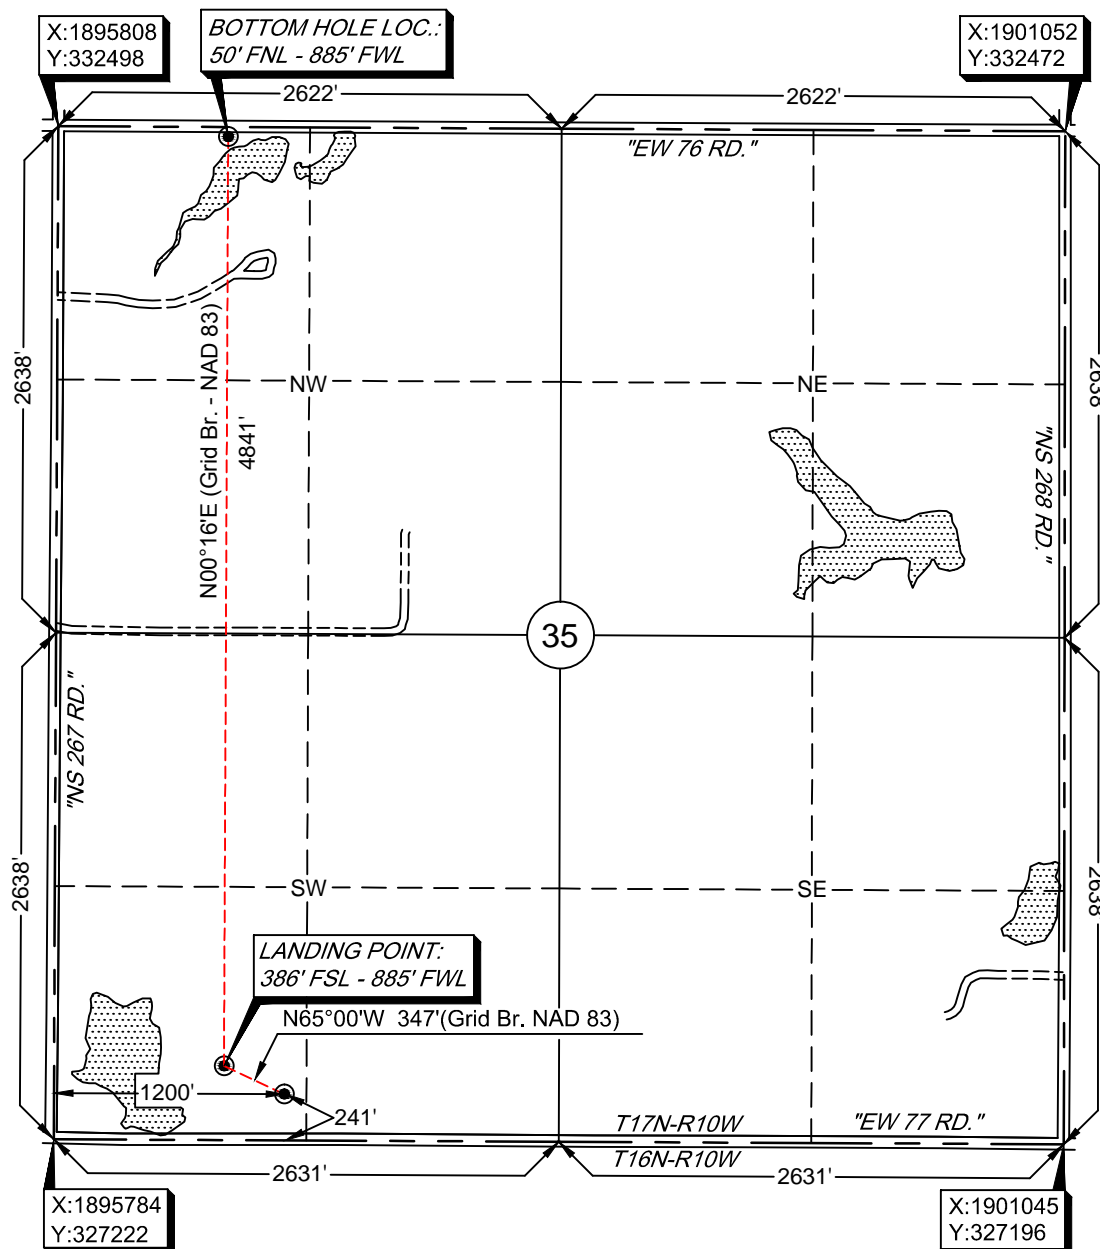 X:1895808
Y:332498
BOTTOM HOLE LOC.:
50' FNL - 885' FWL
X:1901052
Y:332472
2622'
2622'
"EW 76 RD."
2638'
N00°16'E (Grid Br. - NAD 83)
4841'
NW
NE
2638'
"NS 268 RD."
35
"NS 267 RD."
2638'
SW
SE
2638'
LANDING POINT:
386' FSL - 885' FWL
N65°00'W 347'(Grid Br. NAD 83)
1200'
241'
T17N-R10W
"EW 77 RD."
T16N-R10W
2631'
2631'
X:1895784
Y:327222
X:1901045
Y:327196